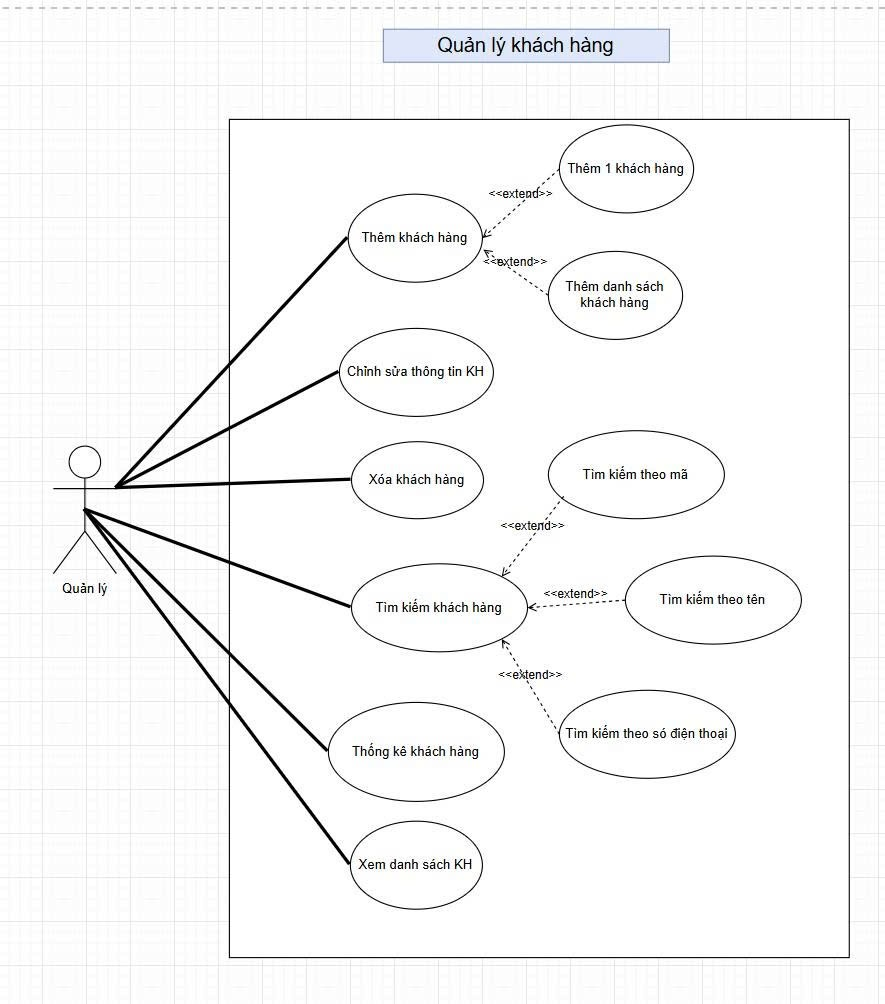 Quản lý khách hàng
Thêm 1 khách hàng
<<extend>>
Thêm khách hàng
<<extend>>
Thêm danh sách
khách hàng
Chỉnh sửa thông tin KH
Xóa khách hàng
Tìm kiếm theo mã
<<extend>>
Quản lý
Tìm kiếm khách hàng
<<extend>>
Tìm kiếm theo tên
<<extend>>
Tìm kiếm theo só điện thoại
Thống kê khách hàng
Xem danh sách KH